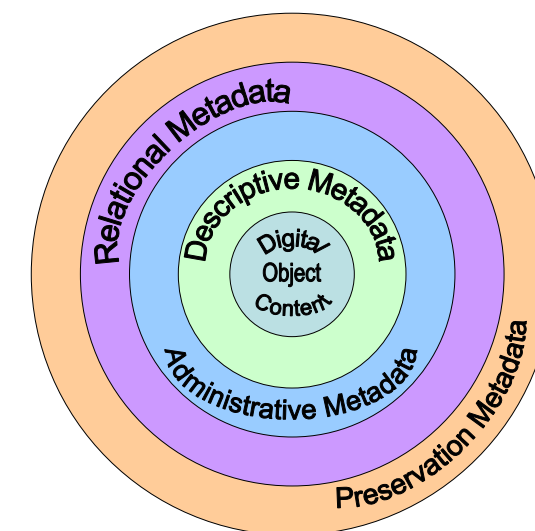 Relational Metadata
Descriptive Metadata
Digital
Object
Content
Administrative Metadata
Preservation Metadata